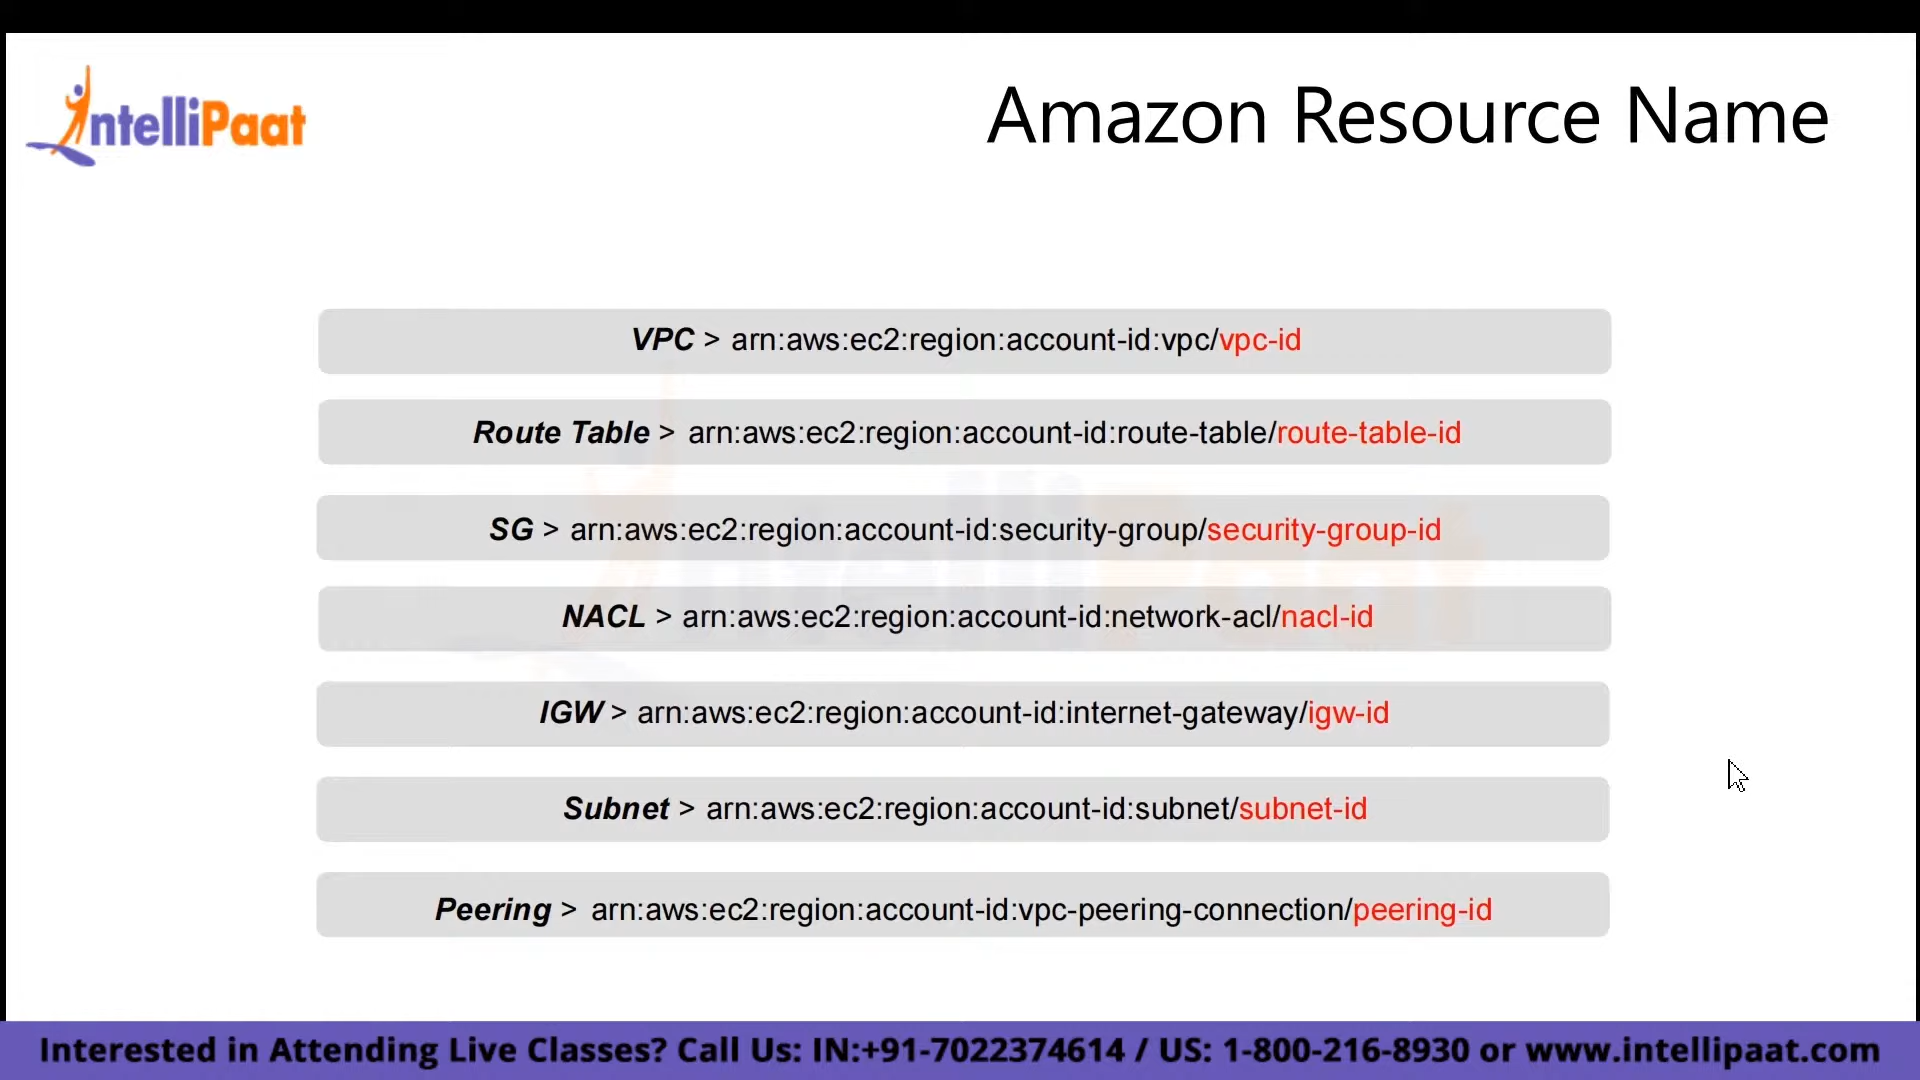 IntelliPaat
Amazon Resource Name
VPC > arn:aws:ec2:region:account-id:vpc/vpc-id
Route Table > arn:aws:ec2:region:account-id:route-table/route-table-id
SG > arn:aws:ec2:region:account-id:security-group/security-group-id
NACL > arn:aws:ec2:region:account-id:network-acl/nacl-id
IGW > arn:aws:ec2:region:account-id:internet-gateway/igw-id
Subnet > arn:aws:ec2:region:account-id:subnet/subnet-id
Peering > arn:aws:ec2:region:account-id:vpc-peering-connection/peering-id
Interested in Attending Live Classes? Call Us: IN:+91-7022374614 / US: 1-800-216-8930 or www.intellipaat.com